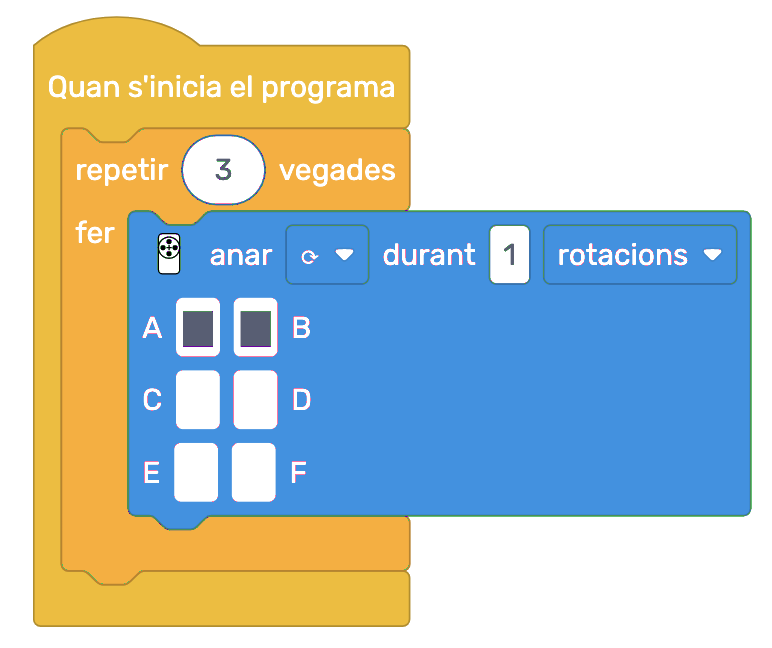 Quan s'inicia el programa
repetir 3 vegades
fer
anar ⟳ durant 1 rotacions
A B
C D
E F